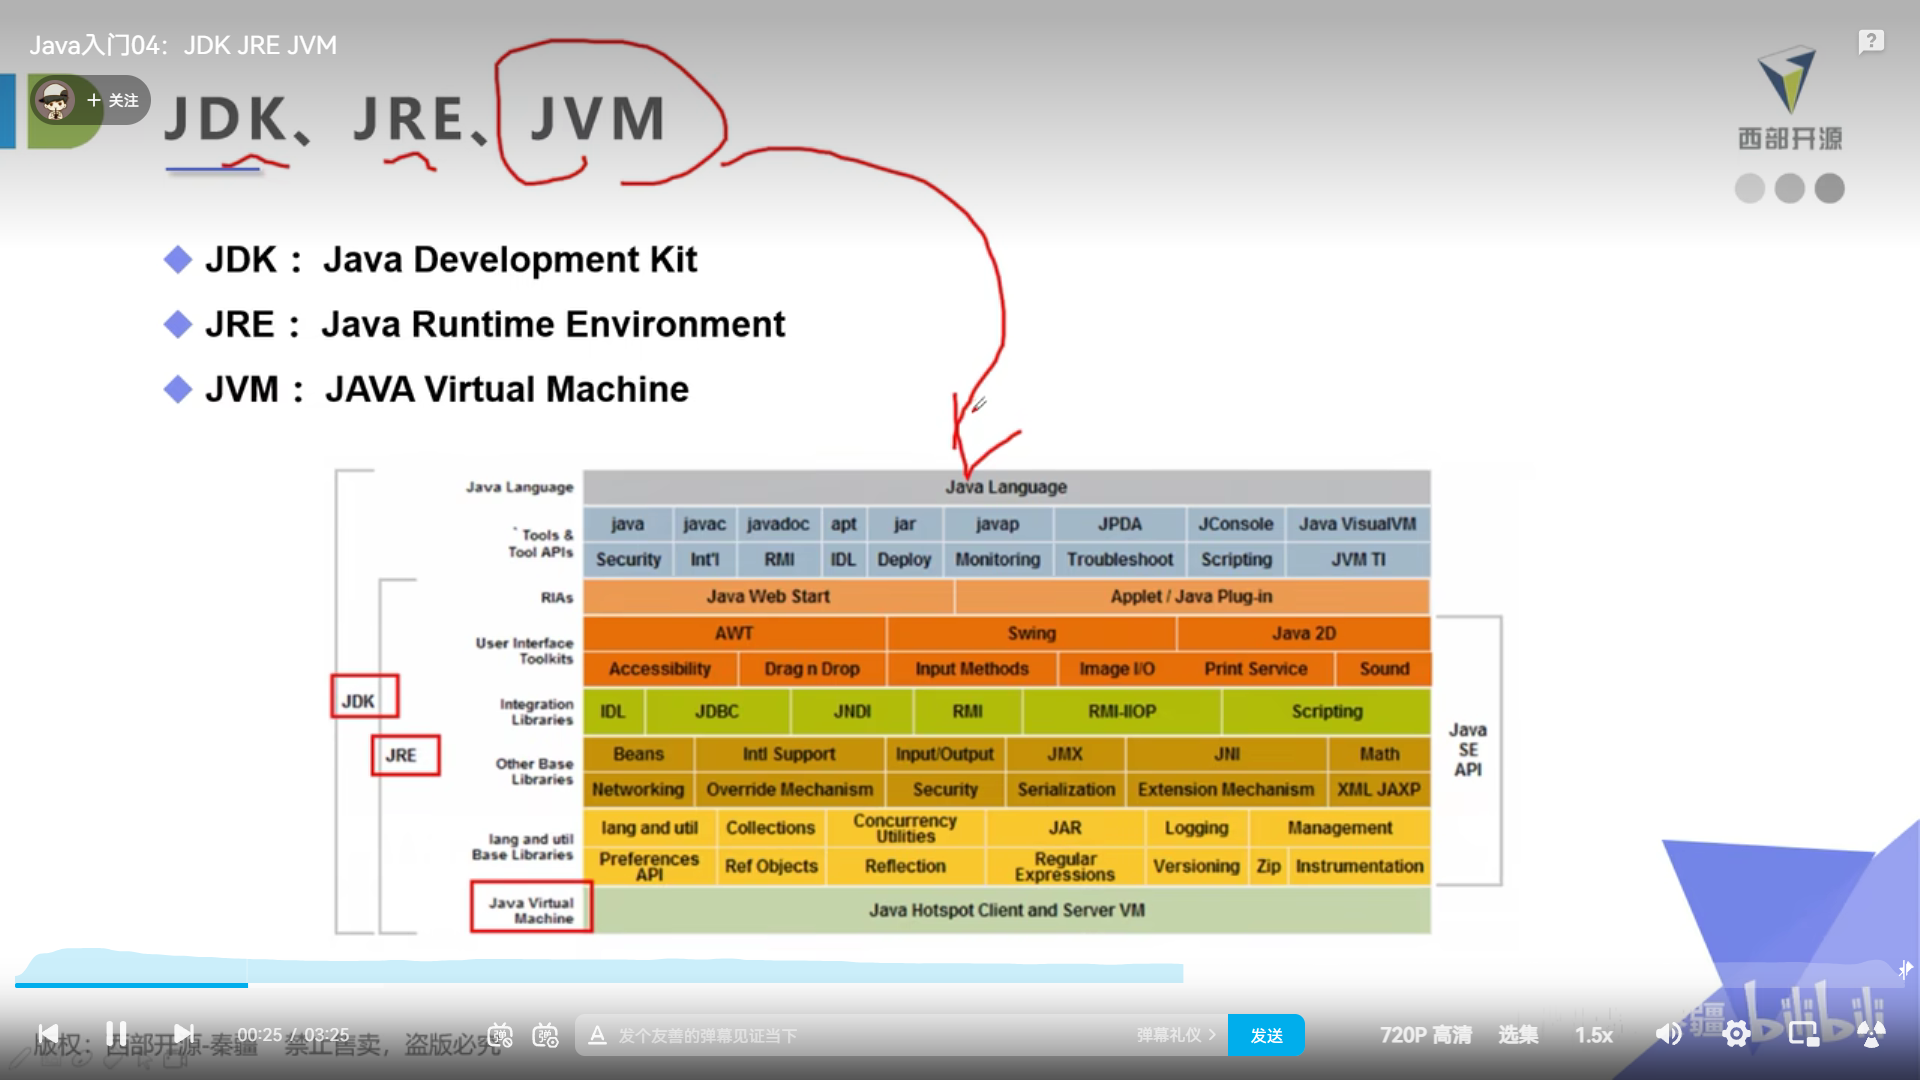 Java入门04：JDK JRE JVM
+ 关注
JDK、JRE、JVM
西部开源
JDK： Java Development Kit
JRE： Java Runtime Environment
JVM： JAVA Virtual Machine
Java Language
Java Language
Tools & Tool APIs
java javac javadoc apt jar javap JPDA JConsole Java VisualVM
Security Int'l RMI IDL Deploy Monitoring Troubleshoot Scripting JVM TI
RIAs
Java Web Start Applet / Java Plug-in
User Interface Toolkits
AWT Swing Java 2D
Accessibility Drag n Drop Input Methods Image I/O Print Service Sound
JDK
Integration Libraries
IDL JDBC JNDI RMI RMI-IIOP Scripting
JRE
Other Base Libraries
Beans Intl Support Input/Output JMX JNI Math
Networking Override Mechanism Security Serialization Extension Mechanism XML JAXP
Java SE API
lang and util Base Libraries
lang and util Collections Concurrency Utilities JAR Logging Management
Preferences API Ref Objects Reflection Regular Expressions Versioning Zip Instrumentation
Java Virtual Machine
Java Hotspot Client and Server VM
00:25 / 03:25
弹
弹
发个友善的弹幕见证当下
弹幕礼仪 >
发送
720P 高清
选集
1.5x
版权：西部开源-秦疆 禁止售卖，盗版必究
疆
bilibili